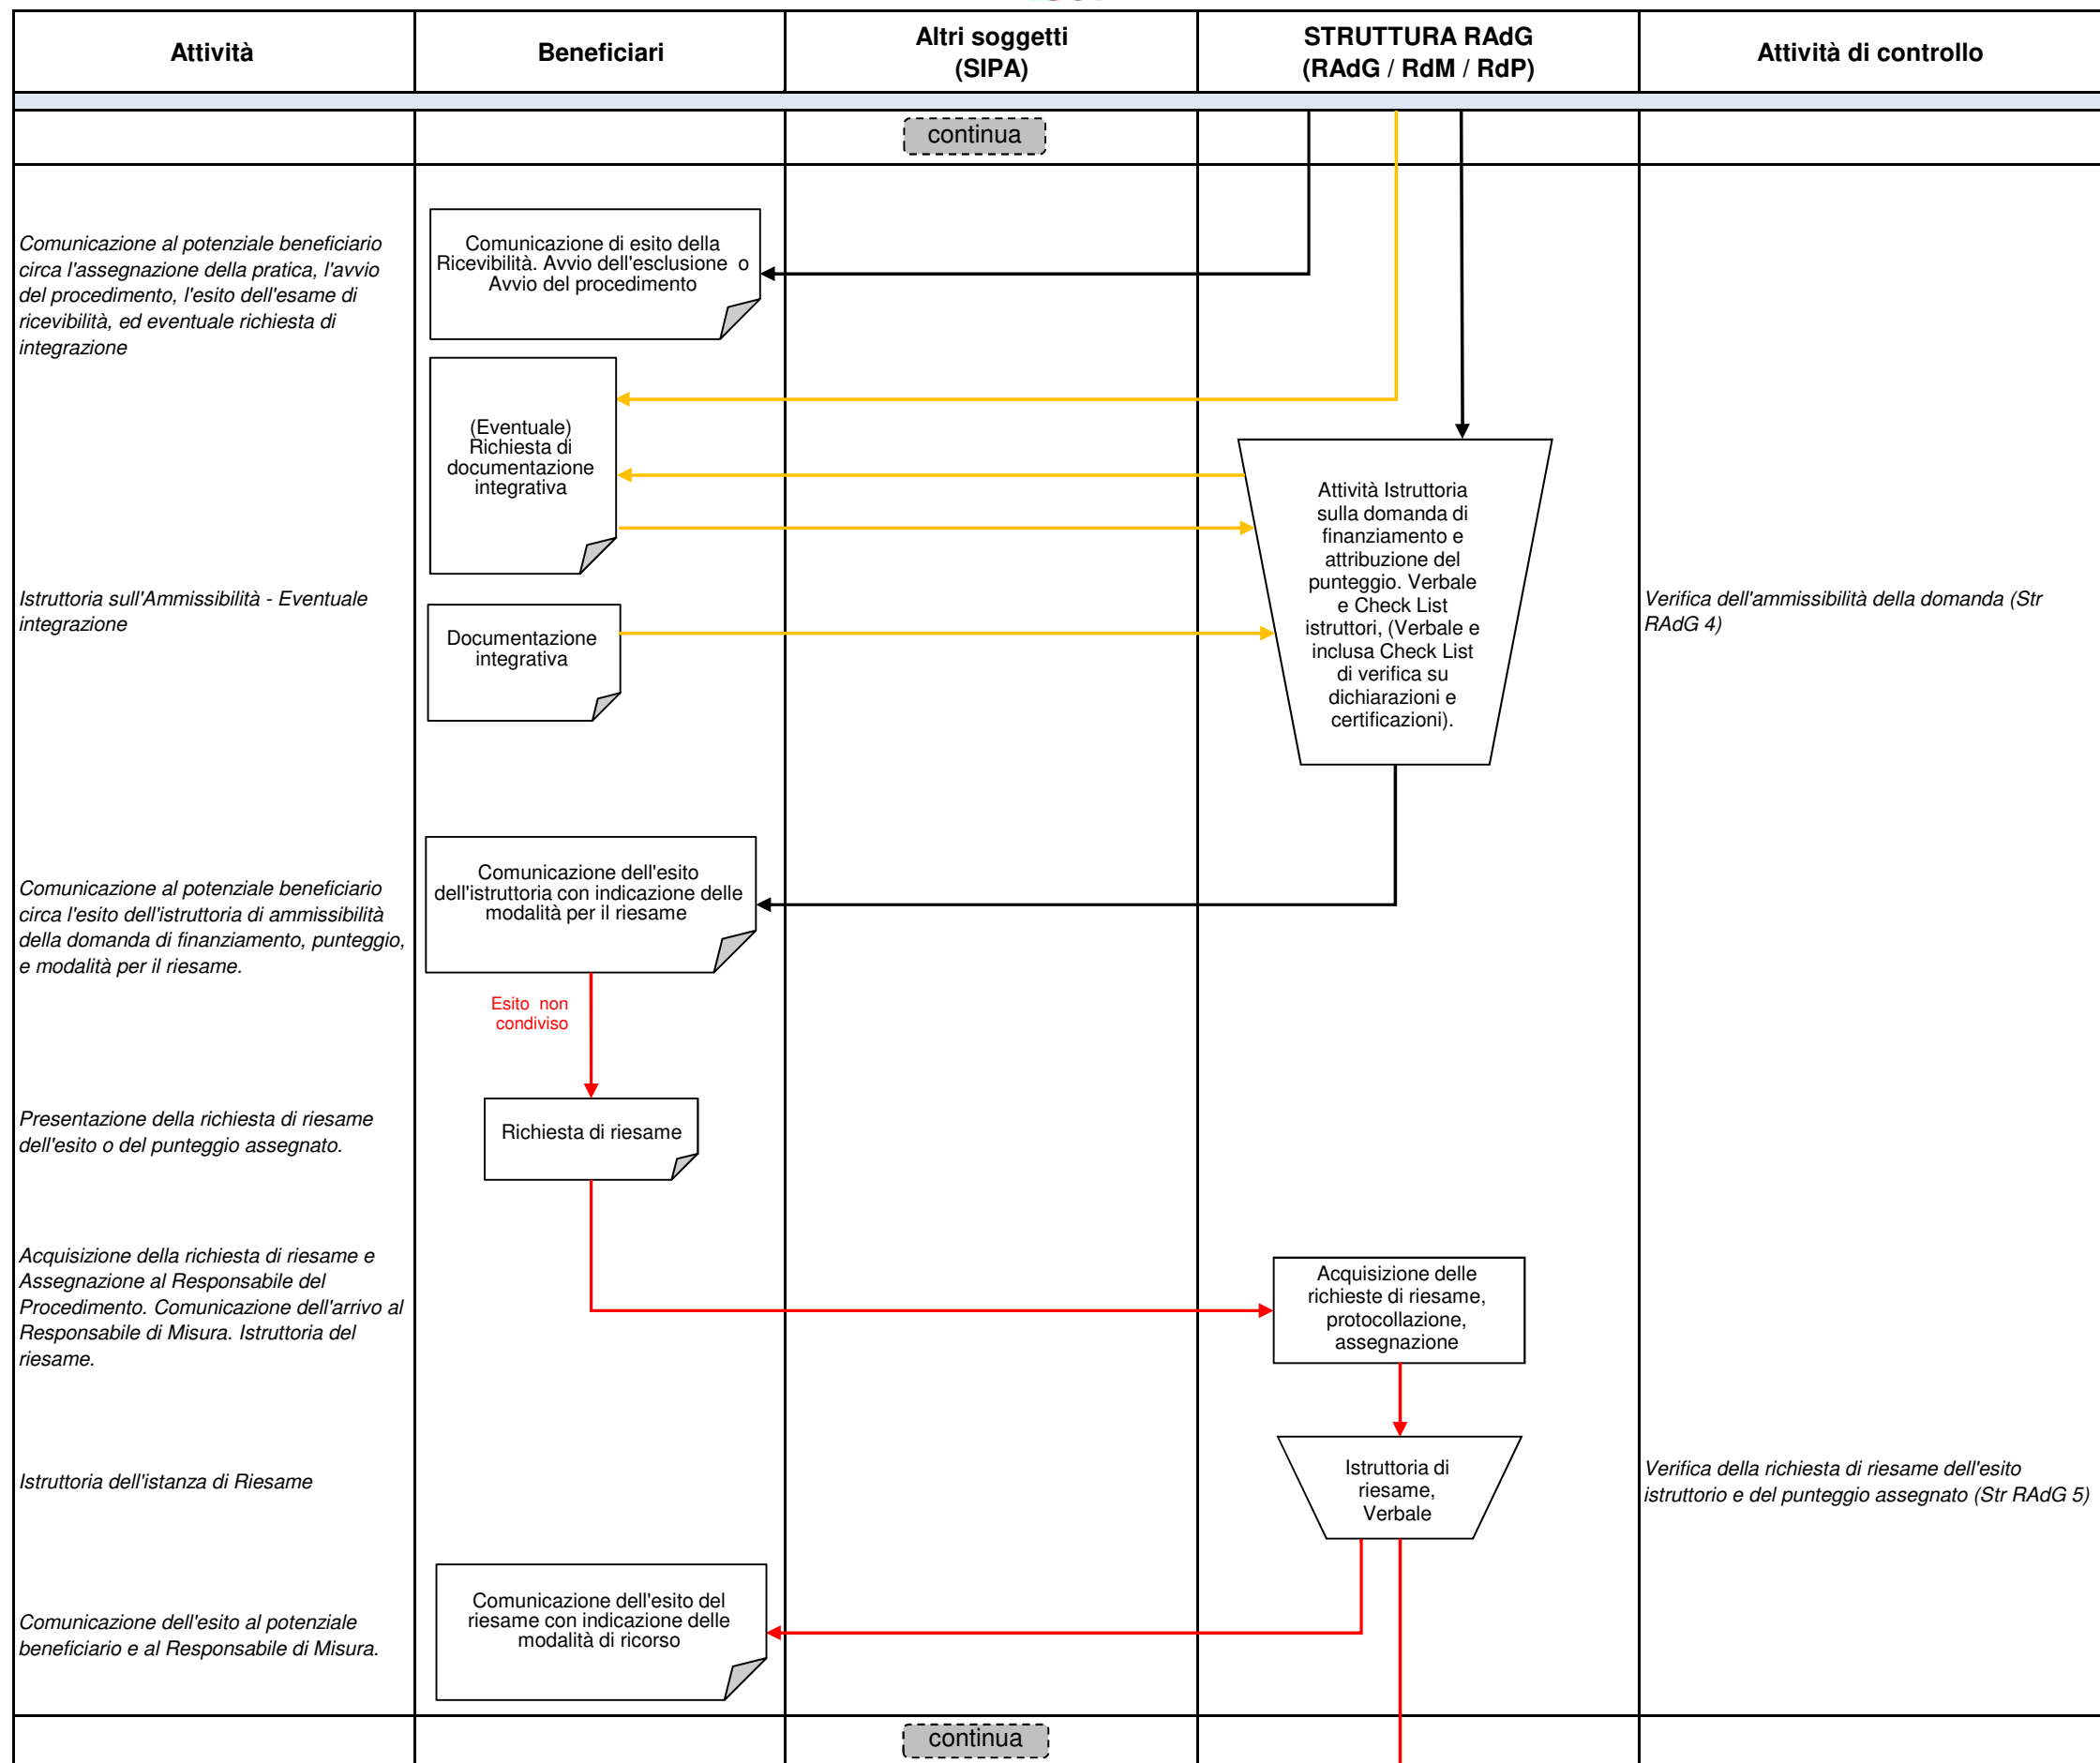 Attività
Beneficiari
Altri soggetti
(SIPA)
STRUTTURA RAdG
(RAdG / RdM / RdP)
Attività di controllo
continua
Comunicazione al potenziale beneficiario
circa l'assegnazione della pratica, l'avvio
del procedimento, l'esito dell'esame di
ricevibilità, ed eventuale richiesta di
integrazione
Comunicazione di esito della
Ricevibilità. Avvio dell'esclusione o
Avvio del procedimento
(Eventuale)
Richiesta di
documentazione
integrativa
Attività Istruttoria
sulla domanda di
finanziamento e
attribuzione del
punteggio. Verbale
e Check List
istruttori, (Verbale e
inclusa Check List
di verifica su
dichiarazioni e
certificazioni).
Istruttoria sull'Ammissibilità - Eventuale
integrazione
Documentazione
integrativa
Verifica dell'ammissibilità della domanda (Str
RAdG 4)
Comunicazione al potenziale beneficiario
circa l'esito dell'istruttoria di ammissibilità
della domanda di finanziamento, punteggio,
e modalità per il riesame.
Comunicazione dell'esito
dell'istruttoria con indicazione delle
modalità per il riesame
Esito non
condiviso
Presentazione della richiesta di riesame
dell'esito o del punteggio assegnato.
Richiesta di riesame
Acquisizione della richiesta di riesame e
Assegnazione al Responsabile del
Procedimento. Comunicazione dell'arrivo al
Responsabile di Misura. Istruttoria del
riesame.
Acquisizione delle
richieste di riesame,
protocollazione,
assegnazione
Istruttoria dell'istanza di Riesame
Istruttoria di
riesame,
Verbale
Verifica della richiesta di riesame dell'esito
istruttorio e del punteggio assegnato (Str RAdG 5)
Comunicazione dell'esito al potenziale
beneficiario e al Responsabile di Misura.
Comunicazione dell'esito del
riesame con indicazione delle
modalità di ricorso
continua